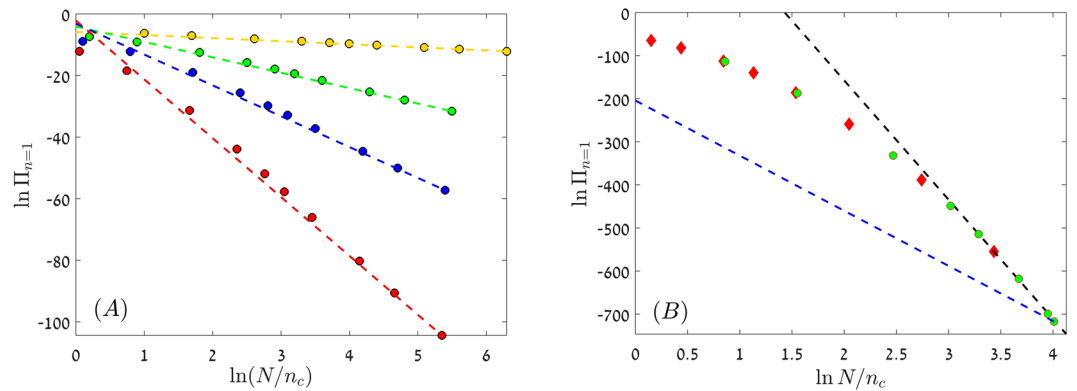 0
-20
-40
-60
-80
-100
ln Π_{n=1}
(A)
0 1 2 3 4 5 6
ln(N/n_c)
0
-100
-200
-300
-400
-500
-600
-700
ln Π_{n=1}
(B)
0 0.5 1 1.5 2 2.5 3 3.5 4
ln N/n_c